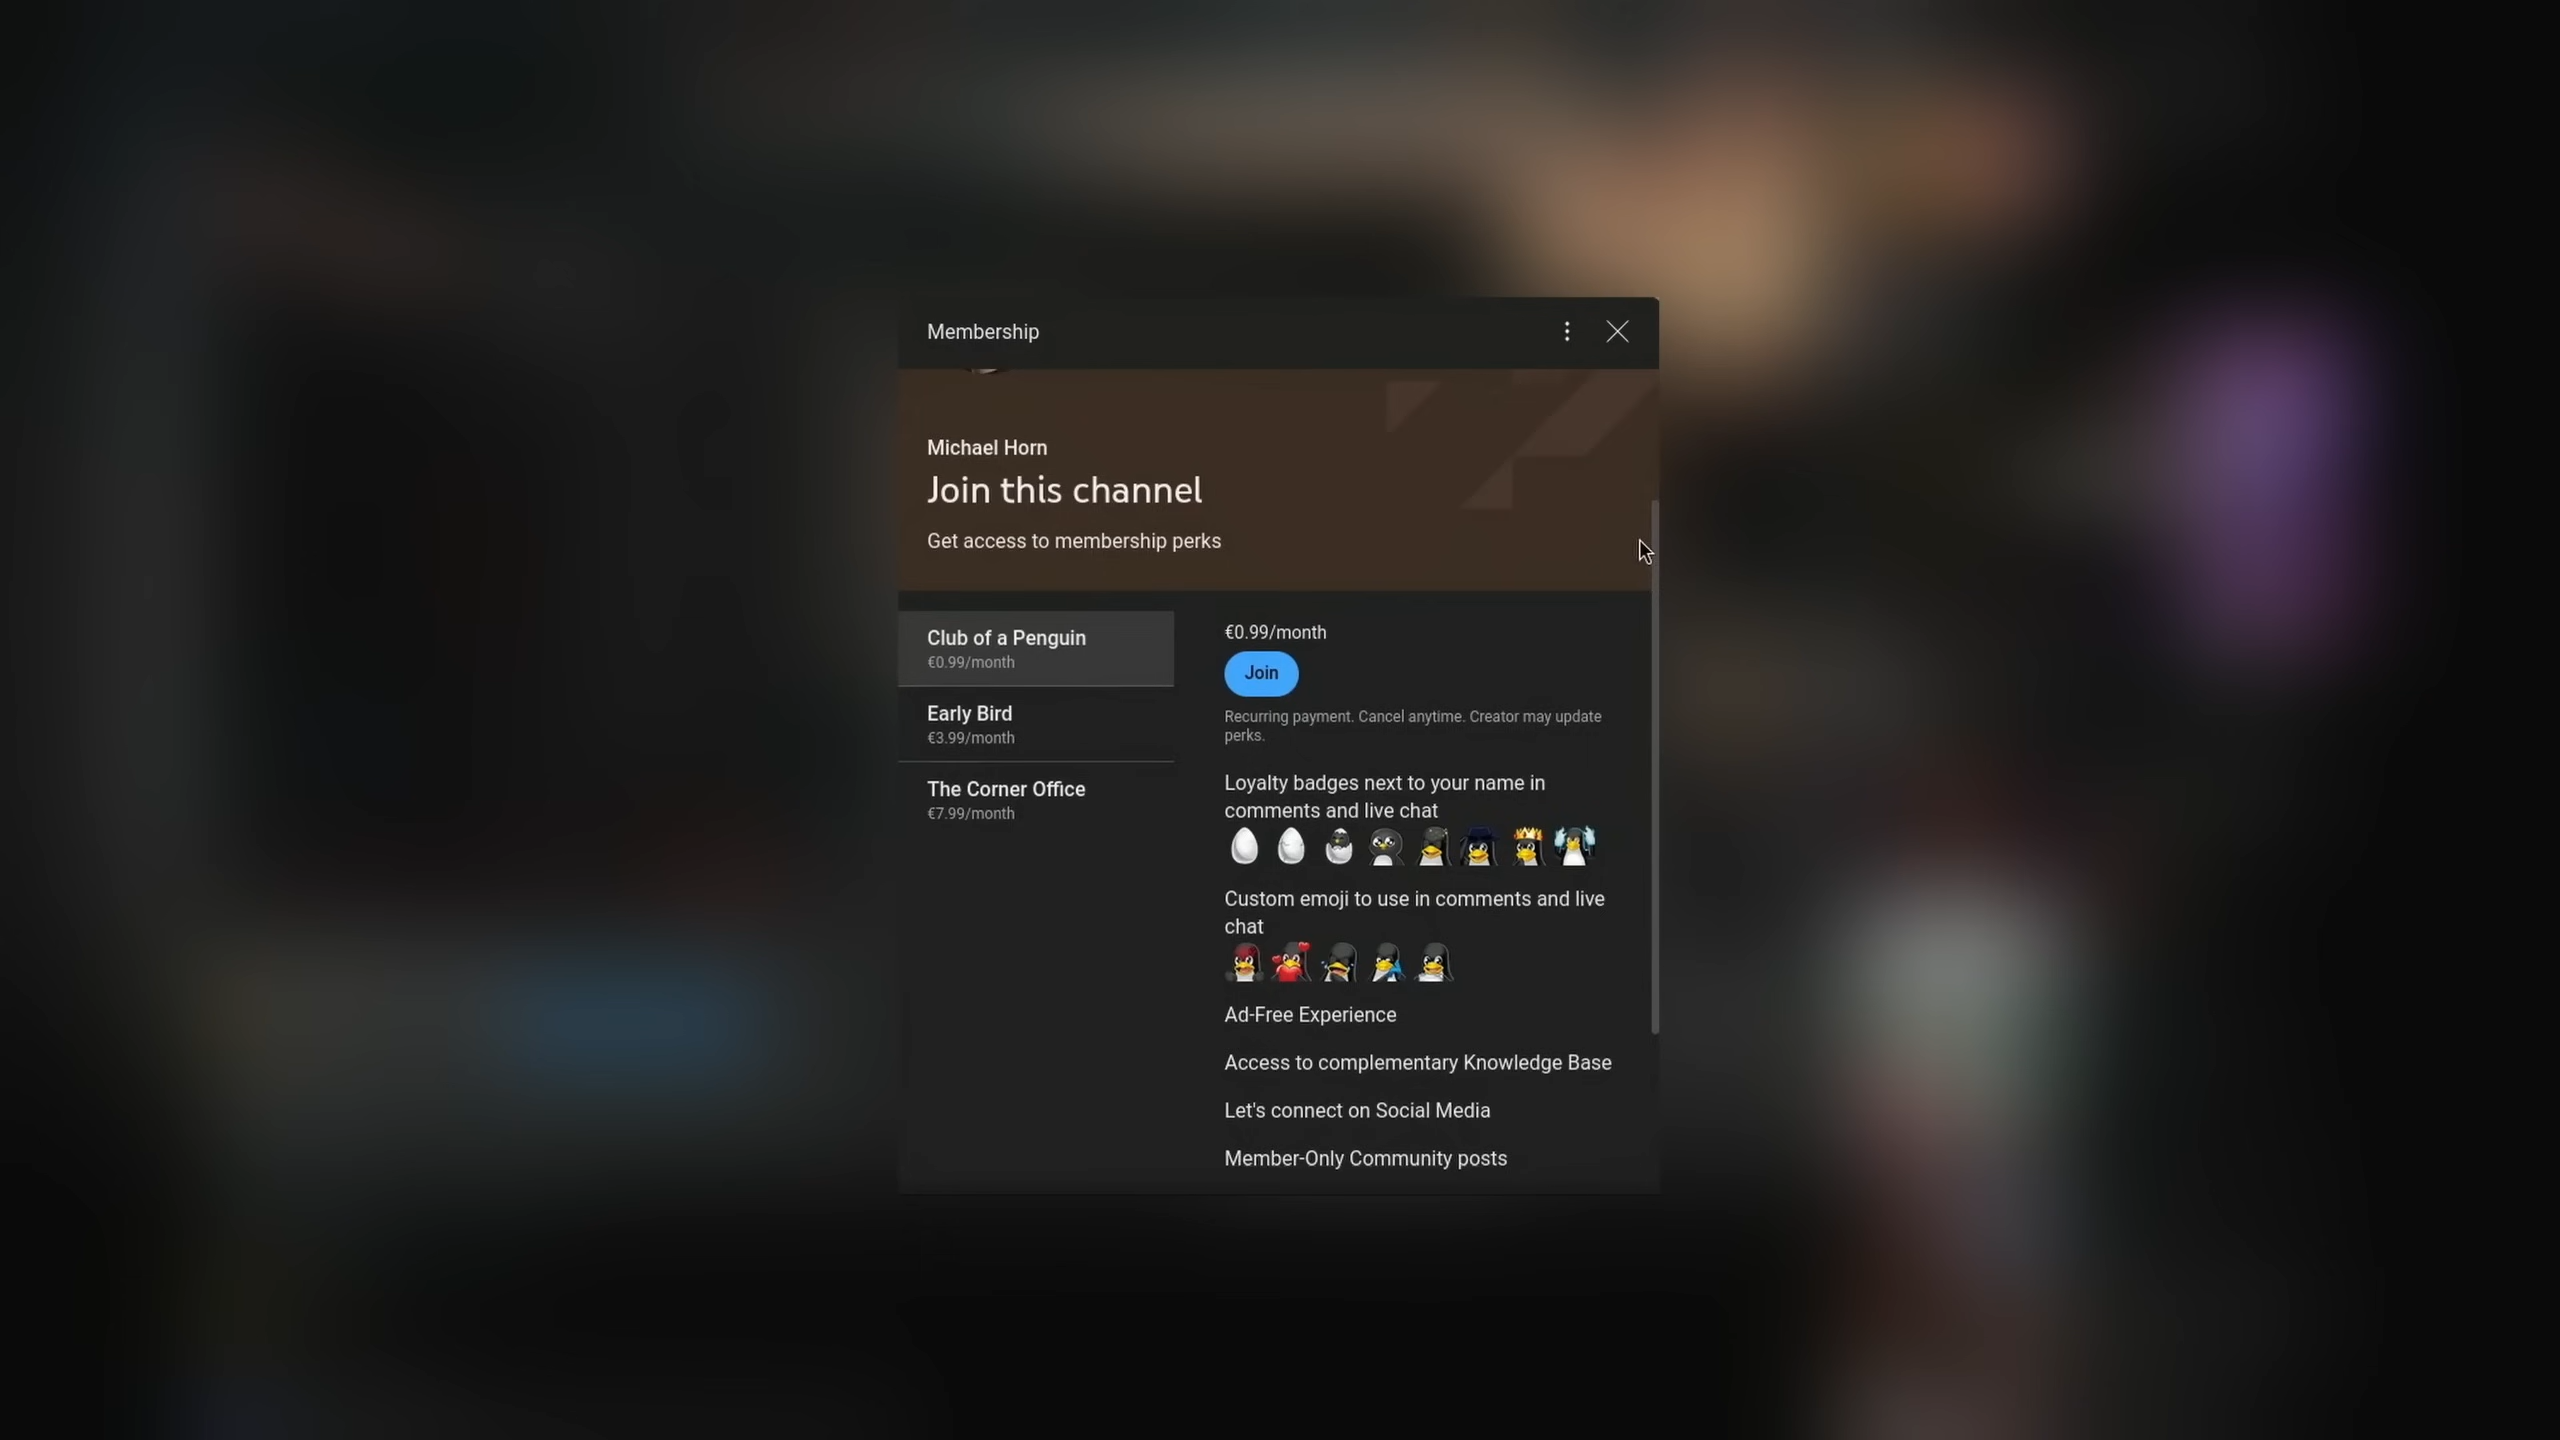 Membership
Michael Horn
Join this channel
Get access to membership perks
Club of a Penguin
€0.99/month
Early Bird
€3.99/month
The Corner Office
€7.99/month
€0.99/month
Join
Recurring payment. Cancel anytime. Creator may update
perks.
Loyalty badges next to your name in
comments and live chat
Custom emoji to use in comments and live
chat
Ad-Free Experience
Access to complementary Knowledge Base
Let's connect on Social Media
Member-Only Community posts